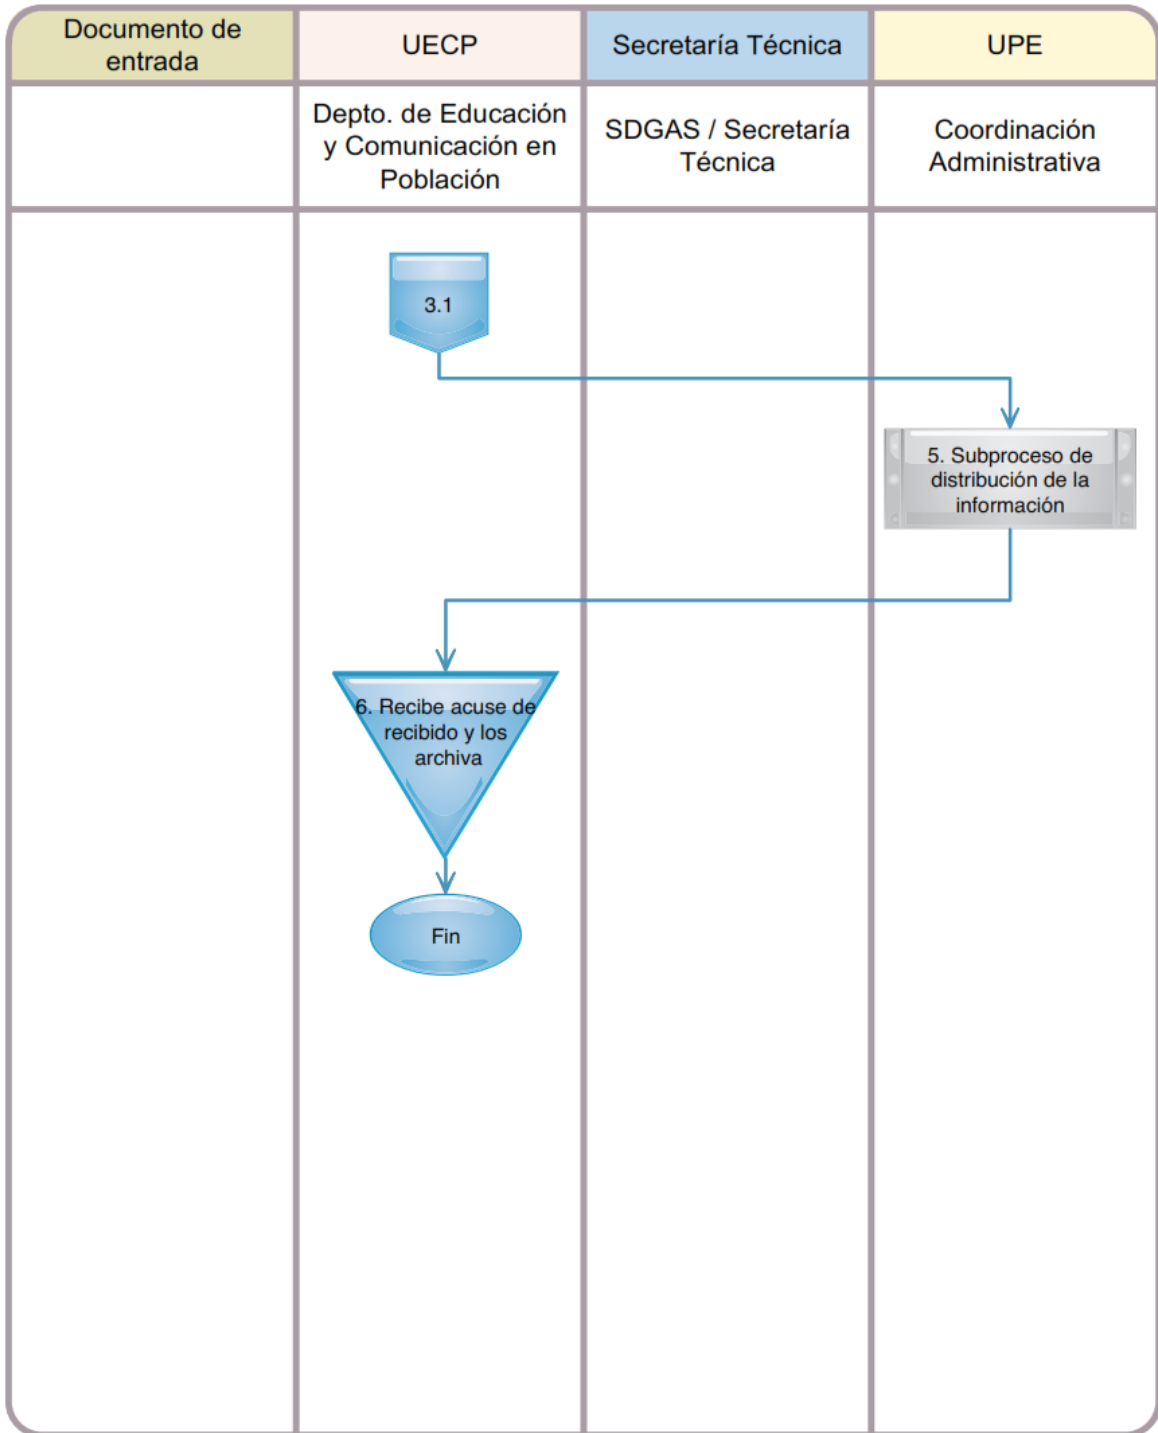 Documento de
entrada
UECP
Secretaría Técnica
UPE
Depto. de Educación
y Comunicación en
Población
SDGAS / Secretaría
Técnica
Coordinación
Administrativa
3.1
5. Subproceso de
distribución de la
información
6. Recibe acuse de
recibido y los
archiva
Fin